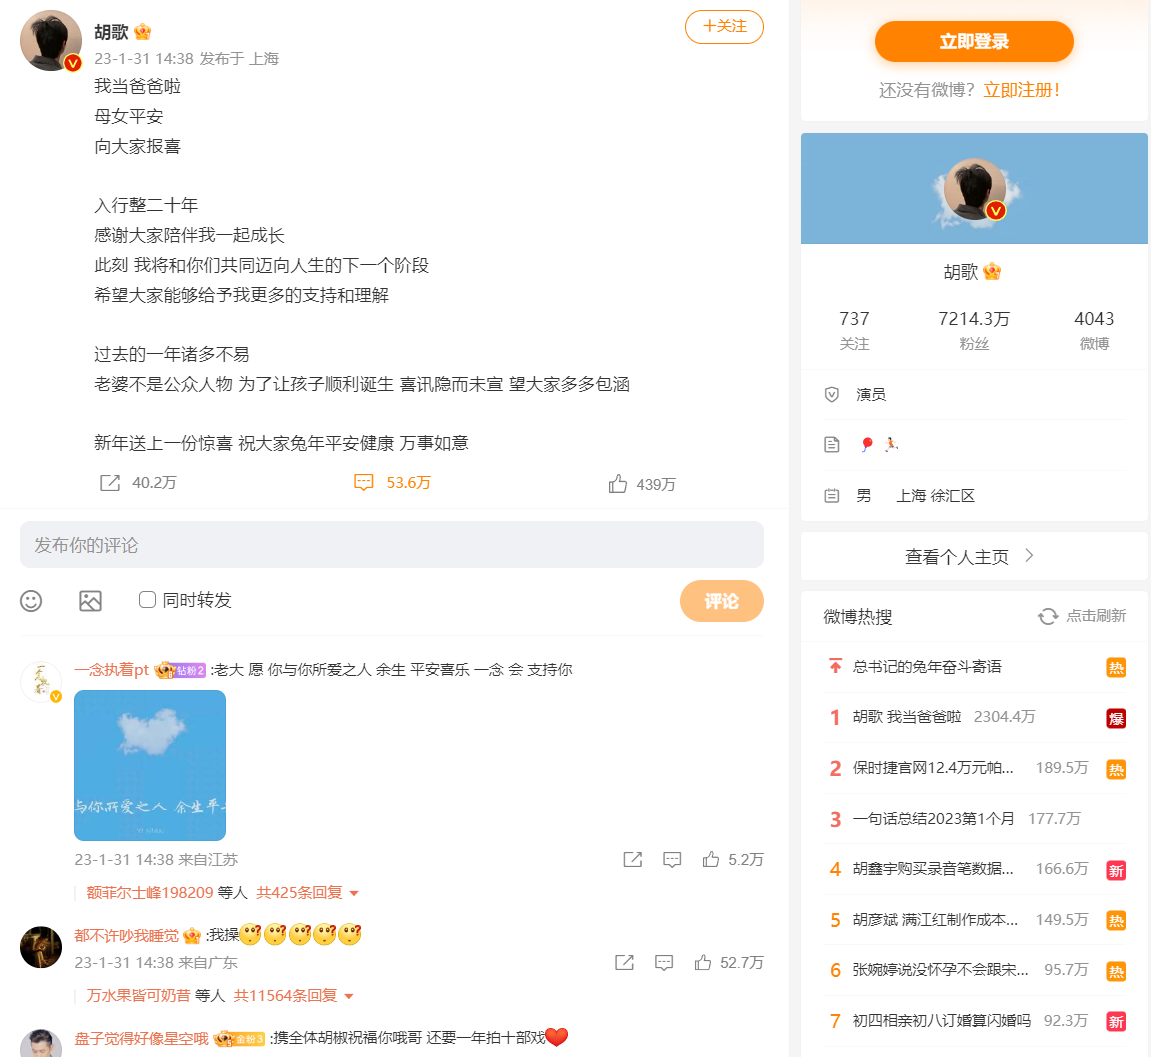 胡歌
+关注
23-1-31 14:38 发布于 上海
我当爸爸啦
母女平安
向大家报喜
入行整二十年
感谢大家陪伴我一起成长
此刻 我将和你们共同迈向人生的下一个阶段
希望大家能够给予我更多的支持和理解
过去的一年诸多不易
老婆不是公众人物 为了让孩子顺利诞生 喜讯隐而未宣 望大家多多包涵
新年送上一份惊喜 祝大家兔年平安健康 万事如意
40.2万
53.6万
439万
发布你的评论
同时转发
评论
一念执着pt 钻粉2 :老大 愿 你与你所爱之人 余生 平安喜乐 一念 会 支持你
与你所爱之人 余生平
23-1-31 14:38 来自江苏
5.2万
额菲尔士峰198209 等人 共425条回复
都不许吵我睡觉 :我操
23-1-31 14:38 来自广东
52.7万
万水果皆可奶昔 等人 共11564条回复
盘子觉得好像星空哦 金粉3 :携全体胡椒祝福你哦哥 还要一年拍十部戏
立即登录
还没有微博? 立即注册!
胡歌
737
关注
7214.3万
粉丝
4043
微博
演员
男 上海 徐汇区
查看个人主页
微博热搜
点击刷新
总书记的兔年奋斗寄语 热
1 胡歌 我当爸爸啦 2304.4万 爆
2 保时捷官网12.4万元帕... 189.5万 热
3 一句话总结2023第1个月 177.7万
4 胡鑫宇购买录音笔数据... 166.6万 新
5 胡彦斌 满江红制作成本... 149.5万 热
6 张婉婷说没怀孕不会跟宋... 95.7万 热
7 初四相亲初八订婚算闪婚吗 92.3万 新